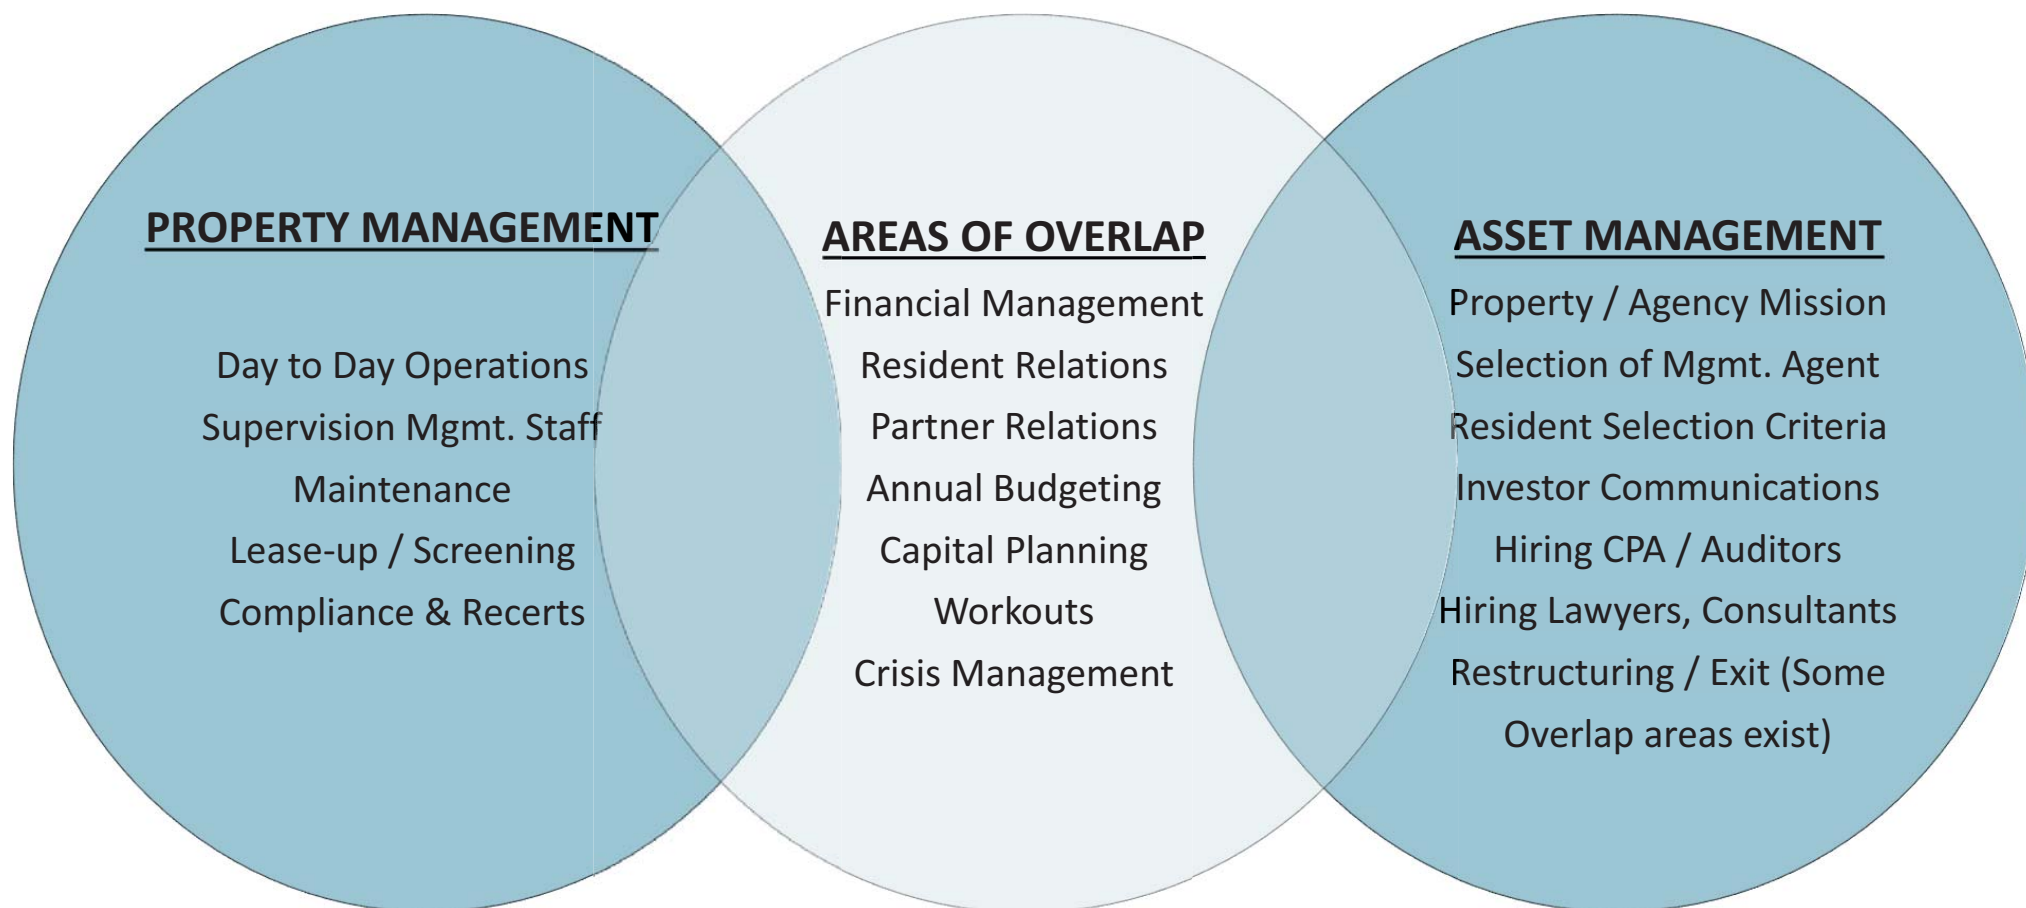 PROPERTY MANAGEMENT
Day to Day Operations
Supervision Mgmt. Staff
Maintenance
Lease-up / Screening
Compliance & Recerts
AREAS OF OVERLAP
Financial Management
Resident Relations
Partner Relations
Annual Budgeting
Capital Planning
Workouts
Crisis Management
ASSET MANAGEMENT
Property / Agency Mission
Selection of Mgmt. Agent
Resident Selection Criteria
Investor Communications
Hiring CPA / Auditors
Hiring Lawyers, Consultants
Restructuring / Exit (Some
Overlap areas exist)